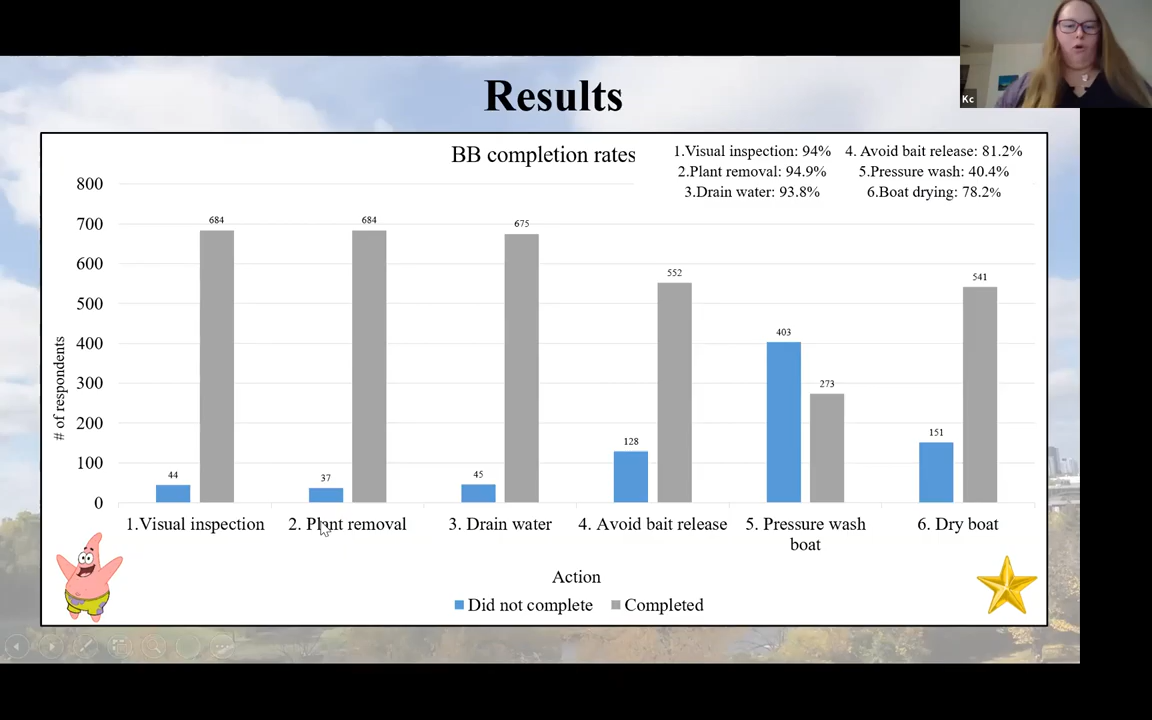 Kc
Results
BB completion rates
1.Visual inspection: 94% 4. Avoid bait release: 81.2%
2.Plant removal: 94.9% 5.Pressure wash: 40.4%
3.Drain water: 93.8% 6.Boat drying: 78.2%
800
700
600
500
400
300
200
100
0
# of respondents
44
684
37
684
45
675
128
552
403
273
151
541
1.Visual inspection
2. Plant removal
3. Drain water
4. Avoid bait release
5. Pressure wash
boat
6. Dry boat
Action
Did not complete
Completed